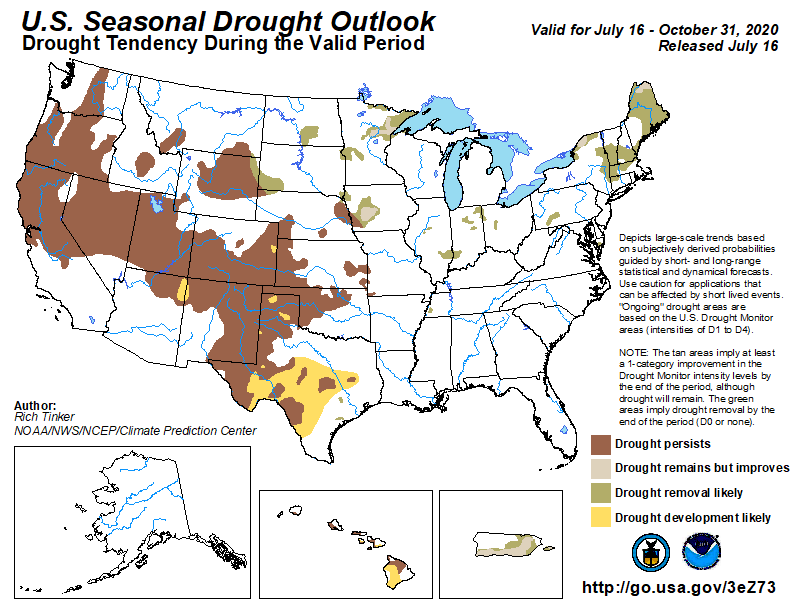 U.S. Seasonal Drought Outlook
Drought Tendency During the Valid Period
Valid for July 16 - October 31, 2020
Released July 16
Depicts large-scale trends based
on subjectively derived probabilities
guided by short- and long-range
statistical and dynamical forecasts.
Use caution for applications that
can be affected by short lived events.
"Ongoing" drought areas are
based on the U.S. Drought Monitor
areas (intensities of D1 to D4).
NOTE: The tan areas imply at least
a 1-category improvement in the
Drought Monitor intensity levels by
the end of the period, although
drought will remain. The green
areas imply drought removal by the
end of the period (D0 or none).
Author:
Rich Tinker
NOAA/NWS/NCEP/Climate Prediction Center
Drought persists
Drought remains but improves
Drought removal likely
Drought development likely
http://go.usa.gov/3eZ73